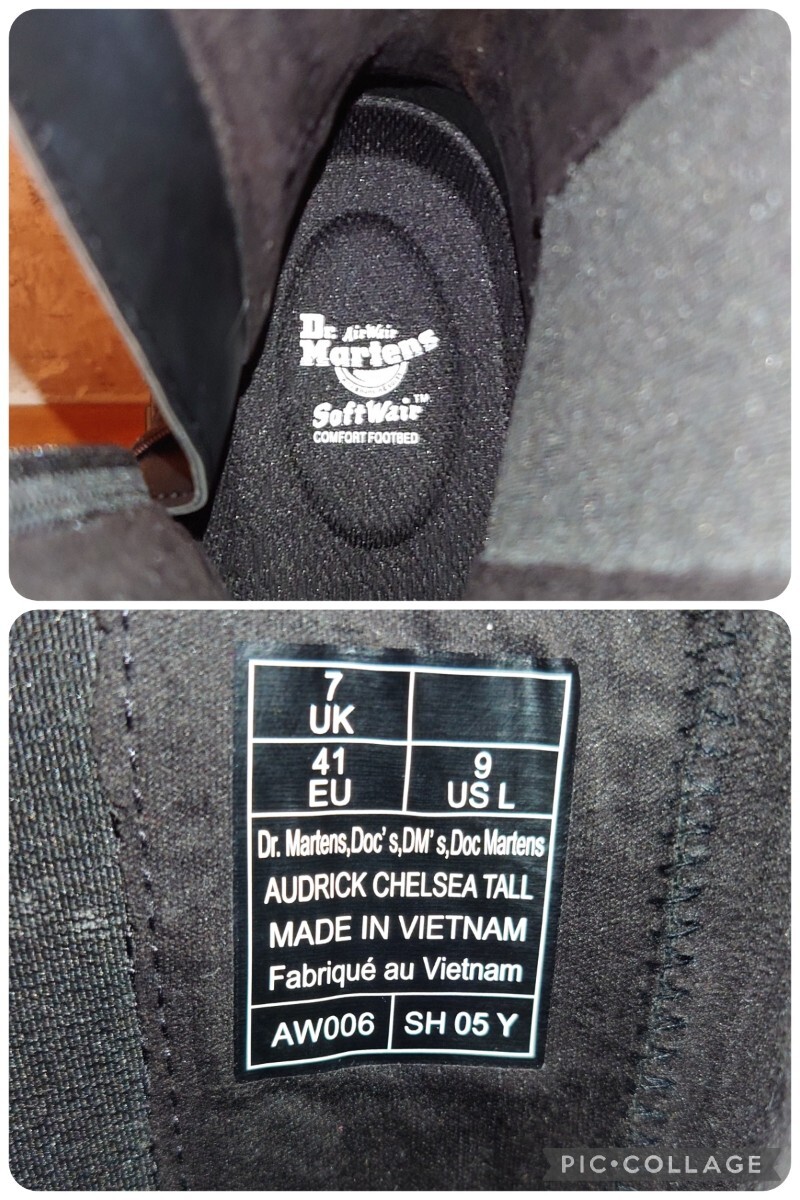 Dr. AirWair
Martens
SoftWair™
COMFORT FOOTBED
7
UK
41
EU
9
US L
Dr. Martens,Doc's,DM's,Doc Martens
AUDRICK CHELSEA TALL
MADE IN VIETNAM
Fabriqué au Vietnam
AW006
SH 05 Y
PIC•COLLAGE